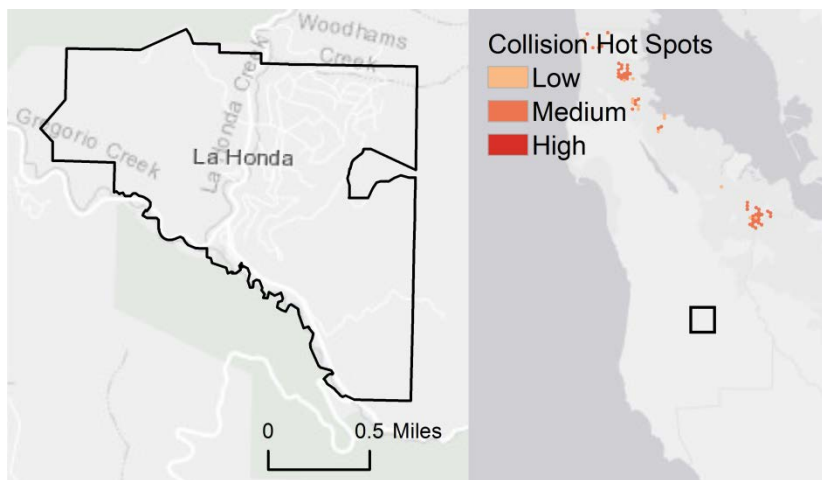 Woodhams
Creek
La Honda Creek
Gregorio Creek
La Honda
0 0.5 Miles
Collision Hot Spots
Low
Medium
High